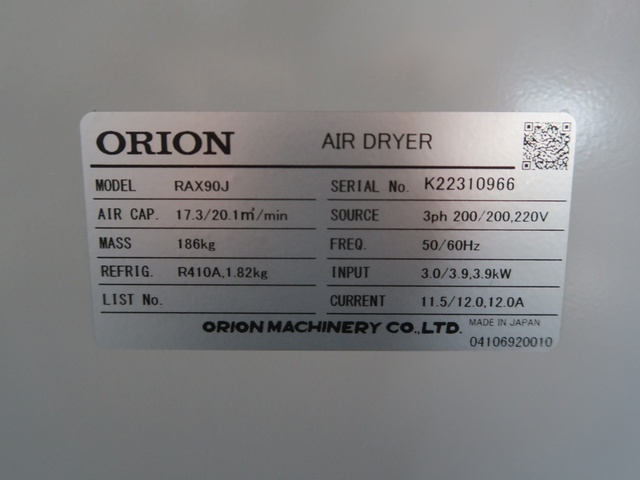 ORION AIR DRYER
MODEL RAX90J SERIAL No. K22310966
AIR CAP. 17.3/20.1㎥/min SOURCE 3ph 200/200,220V
MASS 186kg FREQ. 50/60Hz
REFRIG. R410A,1.82kg INPUT 3.0/3.9,3.9kW
LIST No. CURRENT 11.5/12.0,12.0A
ORION MACHINERY CO.,LTD. MADE IN JAPAN
04106920010